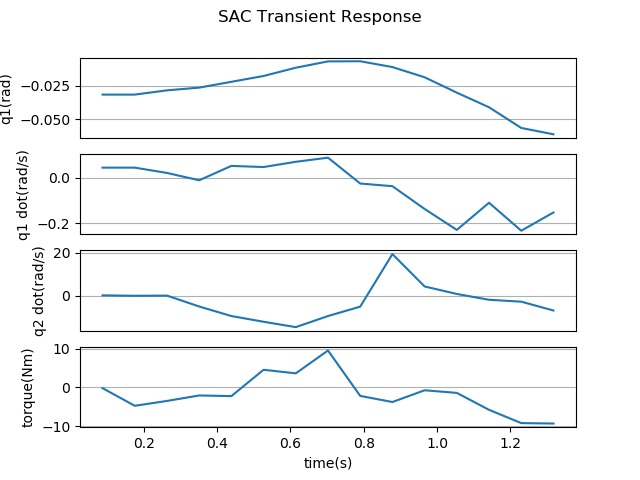 SAC Transient Response
q1(rad)
−0.025
−0.050
q1 dot(rad/s)
0.0
−0.2
q2 dot(rad/s)
20
0
torque(Nm)
10
0
−10
0.2 0.4 0.6 0.8 1.0 1.2
time(s)